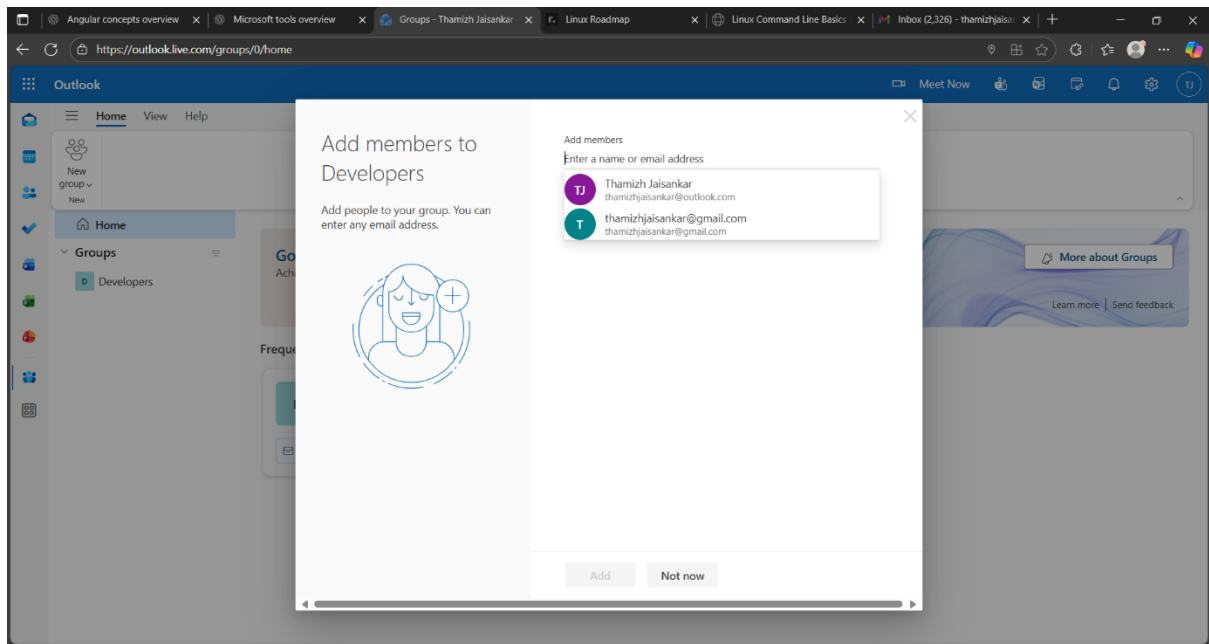 Angular concepts overview
Microsoft tools overview
Groups - Thamizh Jaisankar
Linux Roadmap
Linux Command Line Basics
Inbox (2,326) - thamizhjaisa
https://outlook.live.com/groups/0/home
Outlook
Meet Now
TJ
Home View Help
New
group
New
Home
Groups
D Developers
Go
Achi
Freque
More about Groups
Learn more | Send feedback
Add members to
Developers
Add people to your group. You can
enter any email address.
Add members
Enter a name or email address
TJ
Thamizh Jaisankar
thamizhjaisankar@outlook.com
T
thamizhjaisankar@gmail.com
thamizhjaisankar@gmail.com
Add
Not now